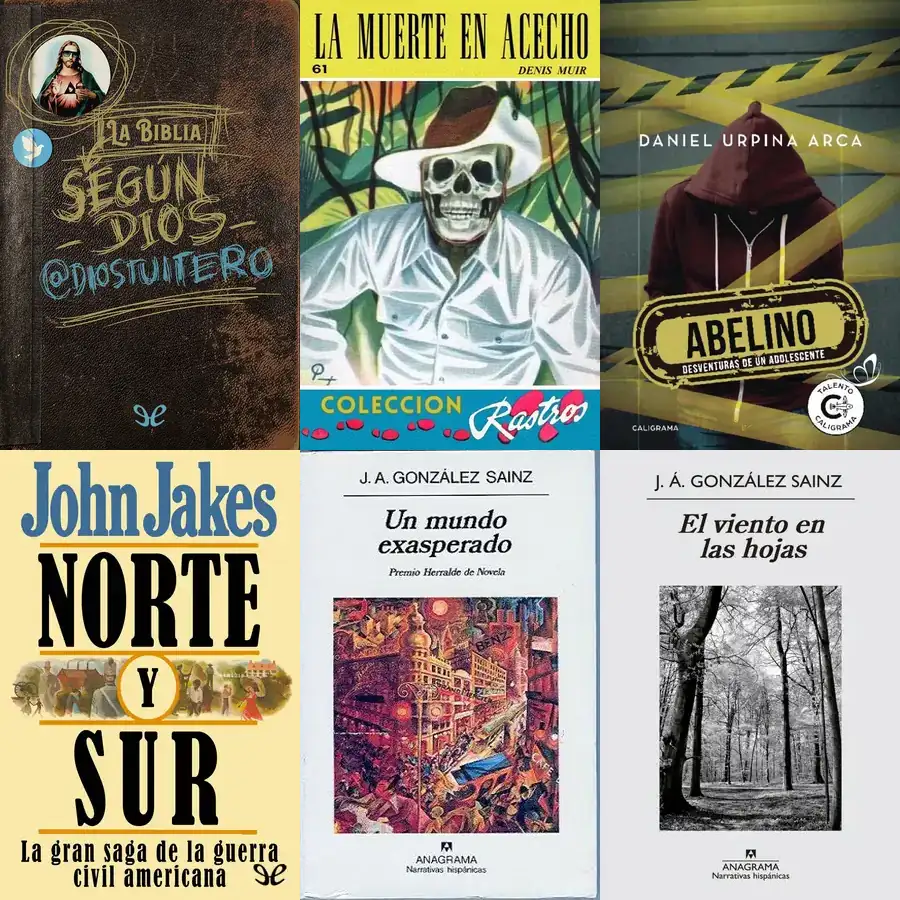 LA BIBLIA
SEGÚN
DIOS
@DIOSTUITERO
LA MUERTE EN ACECHO
61
DENIS MUIR
COLECCION
Rastros
DANIEL URPINA ARCA
ABELINO
DESVENTURAS DE UN ADOLESCENTE
CALIGRAMA
TALENTO
CALIGRAMA
John Jakes
NORTE
Y
SUR
La gran saga de la guerra
civil americana
J. A. GONZÁLEZ SAINZ
Un mundo
exasperado
Premio Herralde de Novela
ANAGRAMA
Narrativas hispánicas
J. Á. GONZÁLEZ SAINZ
El viento en
las hojas
ANAGRAMA
Narrativas hispánicas